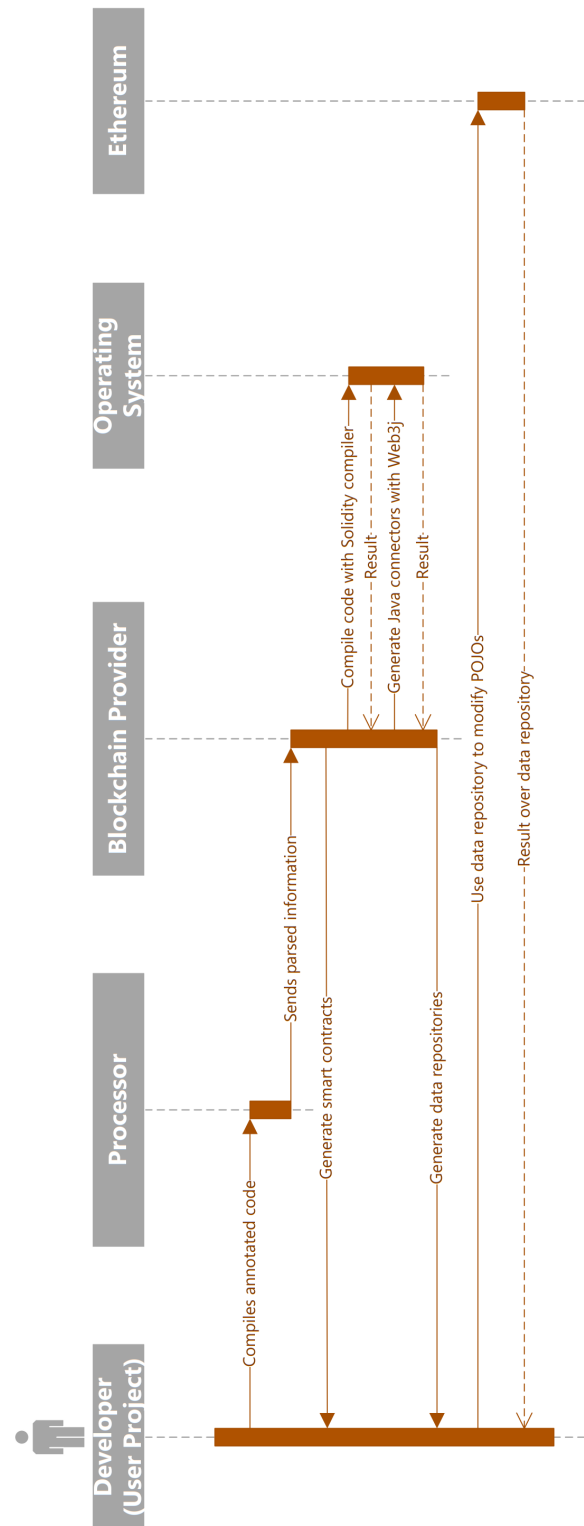 Developer
(User Project)
Processor
Blockchain Provider
Operating
System
Ethereum
Compiles annotated code
Sends parsed information
Generate smart contracts
Compile code with Solidity compiler
Result
Generate Java connectors with Web3j
Result
Generate data repositories
Use data repository to modify POJOs
Result over data repository